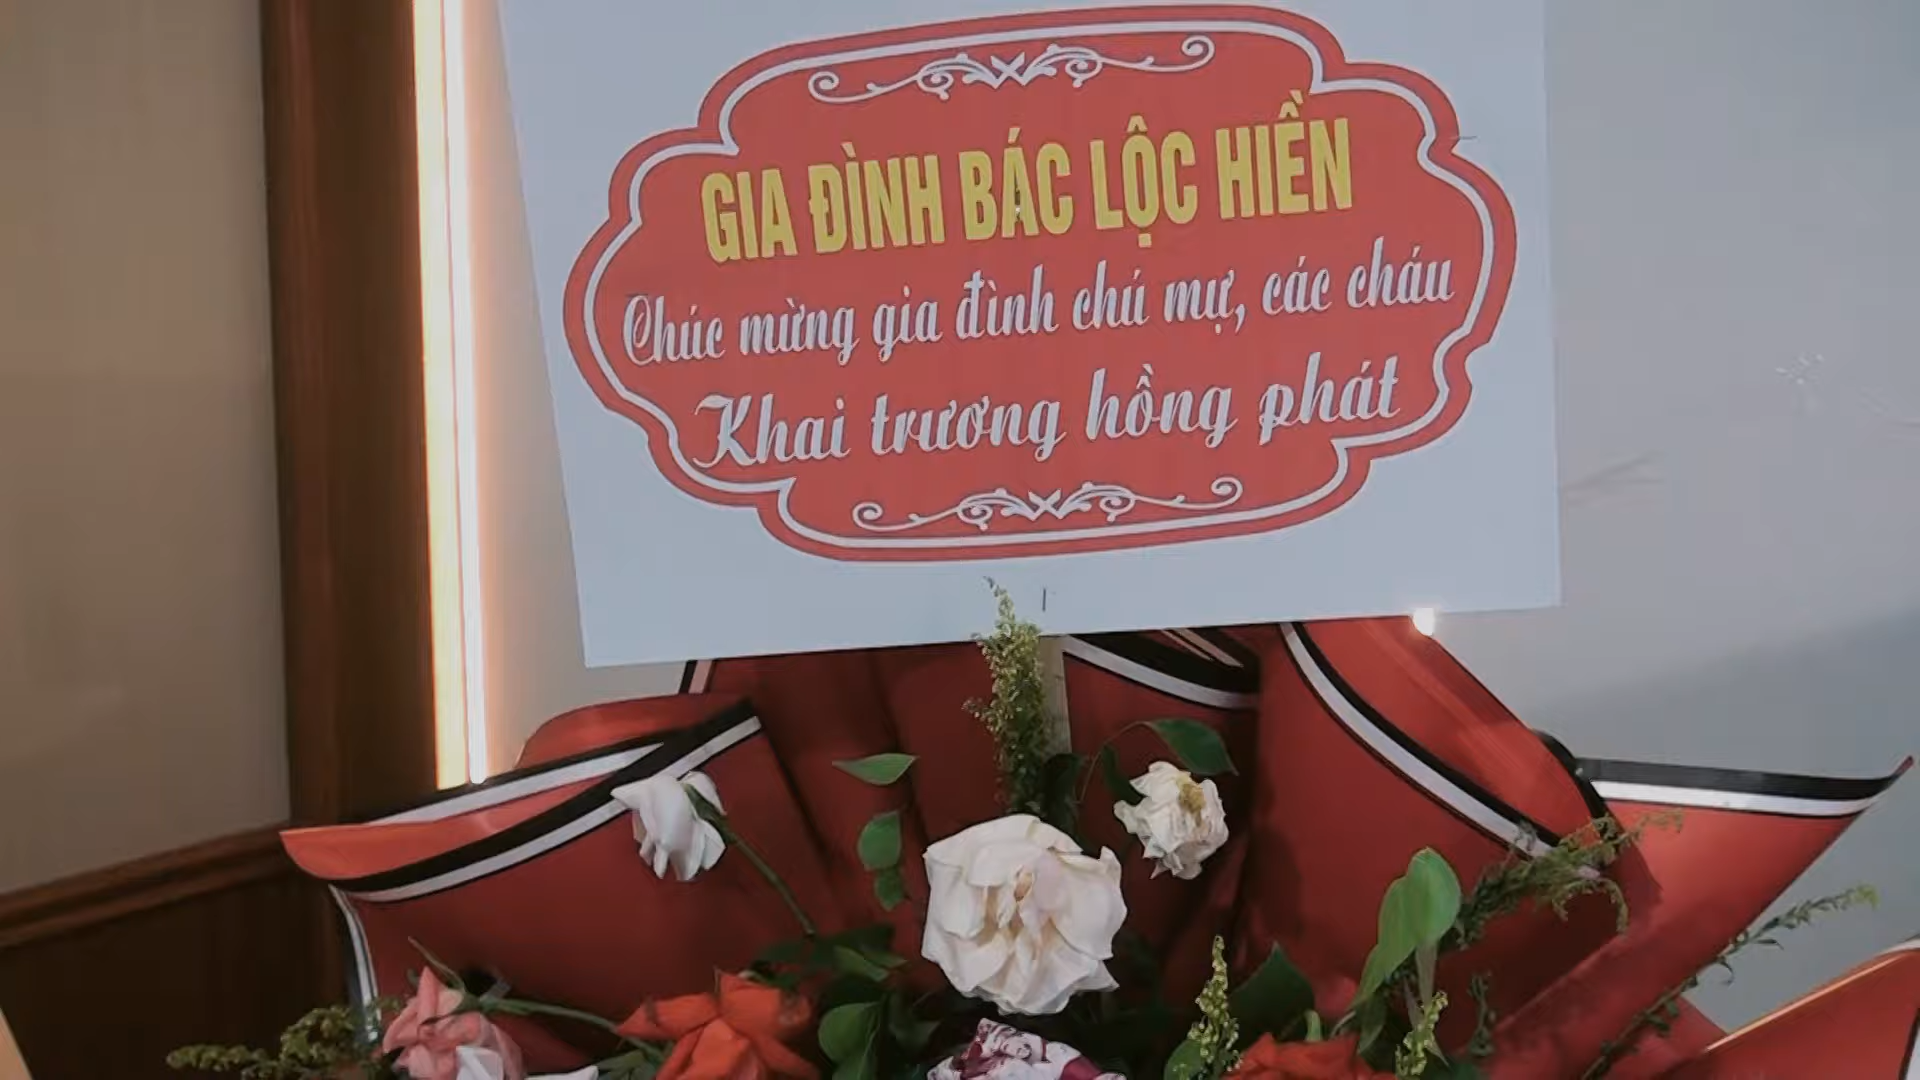 GIA ĐÌNH BÁC LỘC HIỀN
Chúc mừng gia đình chú mự, các cháu
Khai trương hồng phát